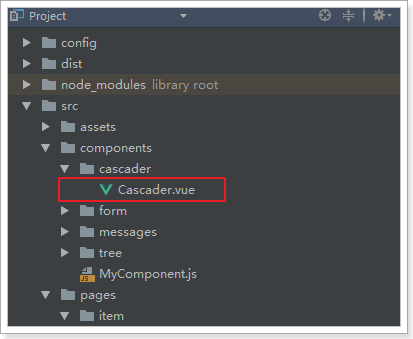 Project
config
dist
node_modules library root
src
assets
components
cascader
Cascader.vue
form
messages
tree
JS MyComponent.js
pages
item